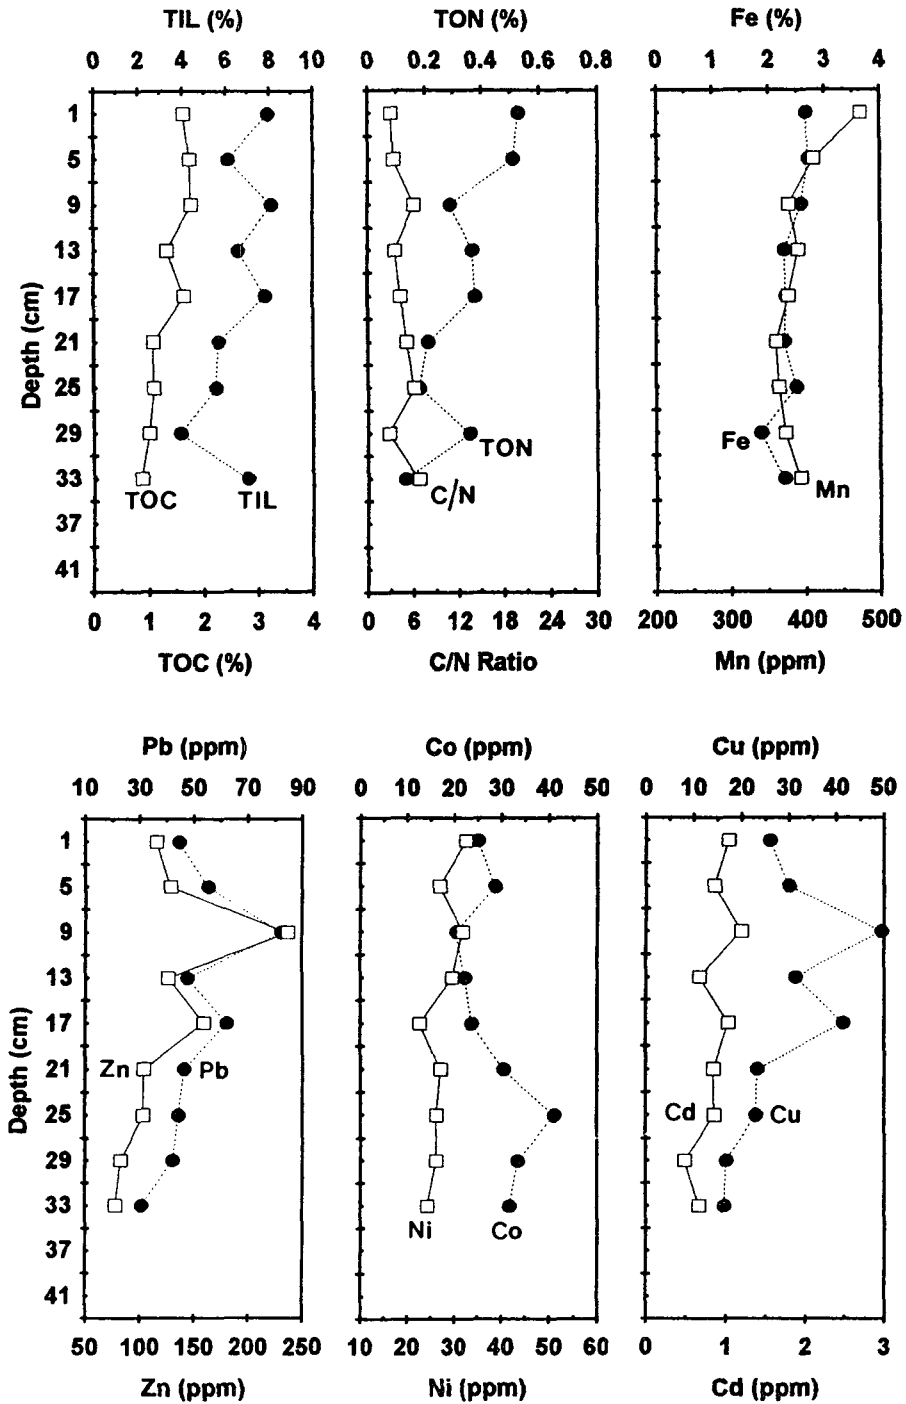 TIL (%) TON (%) Fe (%)
0 2 4 6 8 10 0 0.2 0.4 0.6 0.8 0 1 2 3 4
1
5
9
13
17
21
25
29
33
37
41
Depth (cm)
TOC TIL
TON
C/N
Fe
Mn
0 1 2 3 4 0 6 12 18 24 30 200 300 400 500
TOC (%) C/N Ratio Mn (ppm)
Pb (ppm) Co (ppm) Cu (ppm)
10 30 50 70 90 0 10 20 30 40 50 0 10 20 30 40 50
1
5
9
13
17
21
25
29
33
37
41
Depth (cm)
Zn Pb
Ni Co
Cd Cu
50 100 150 200 250 10 20 30 40 50 60 0 1 2 3
Zn (ppm) Ni (ppm) Cd (ppm)